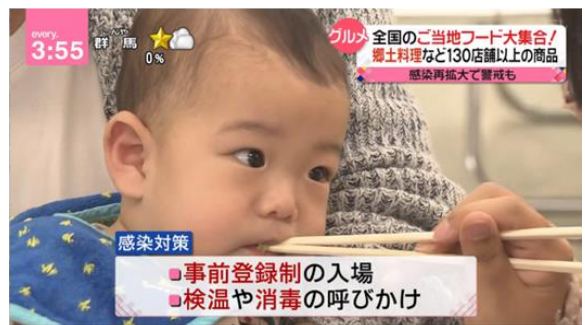 every.
3:55
こんや
群 馬
0%
グルメ
全国のご当地フード大集合!
郷土料理など130店舗以上の商品
感染再拡大で警戒も
感染対策
■事前登録制の入場
■検温や消毒の呼びかけ